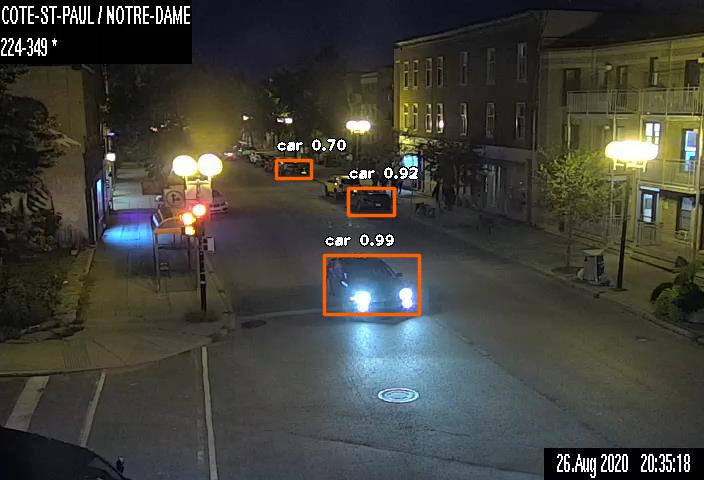 COTE-ST-PAUL / NOTRE-DAME
224-349 *
car 0.70
car 0.92
car 0.99
26.Aug 2020 20:35:18